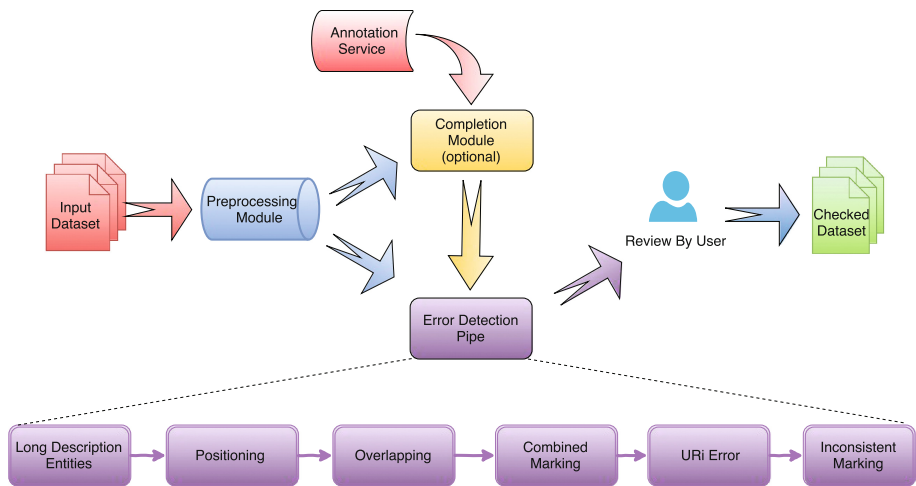 Annotation
Service
Completion
Module
(optional)
Input
Dataset
Preprocessing
Module
Review By User
Checked
Dataset
Error Detection
Pipe
Long Description
Entities
Positioning
Overlapping
Combined
Marking
URi Error
Inconsistent
Marking